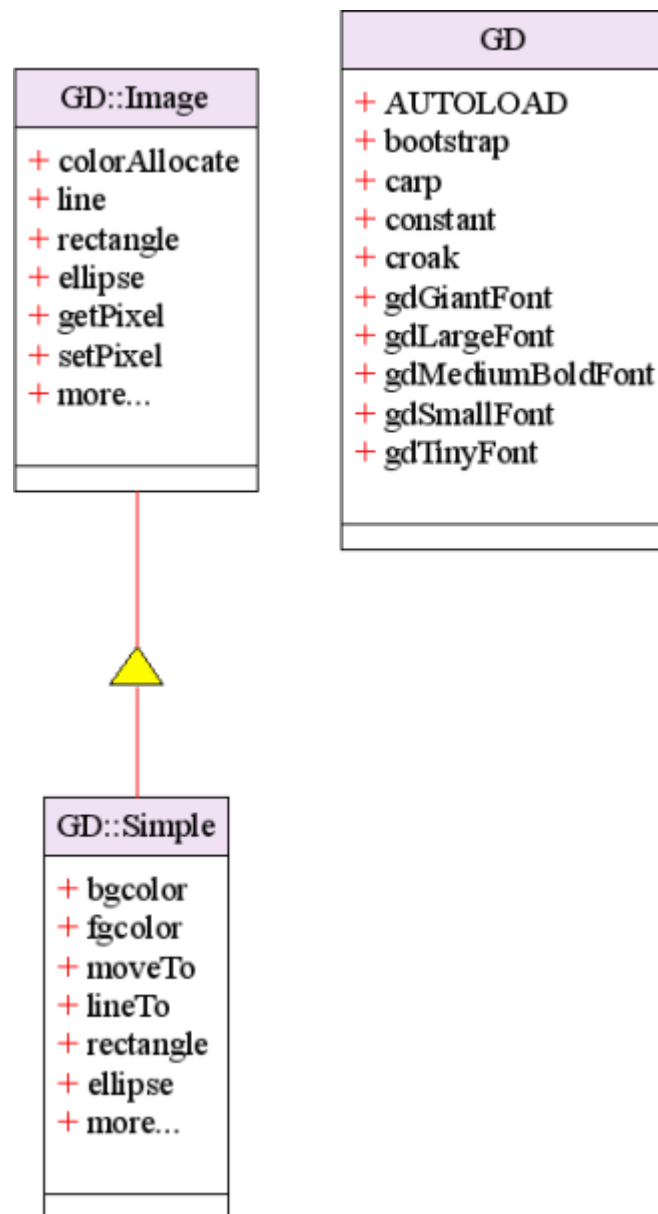 GD::Image
+ colorAllocate
+ line
+ rectangle
+ ellipse
+ getPixel
+ setPixel
+ more...
GD
+ AUTOLOAD
+ bootstrap
+ carp
+ constant
+ croak
+ gdGiantFont
+ gdLargeFont
+ gdMediumBoldFont
+ gdSmallFont
+ gdTinyFont
GD::Simple
+ bgcolor
+ fgcolor
+ moveTo
+ lineTo
+ rectangle
+ ellipse
+ more...